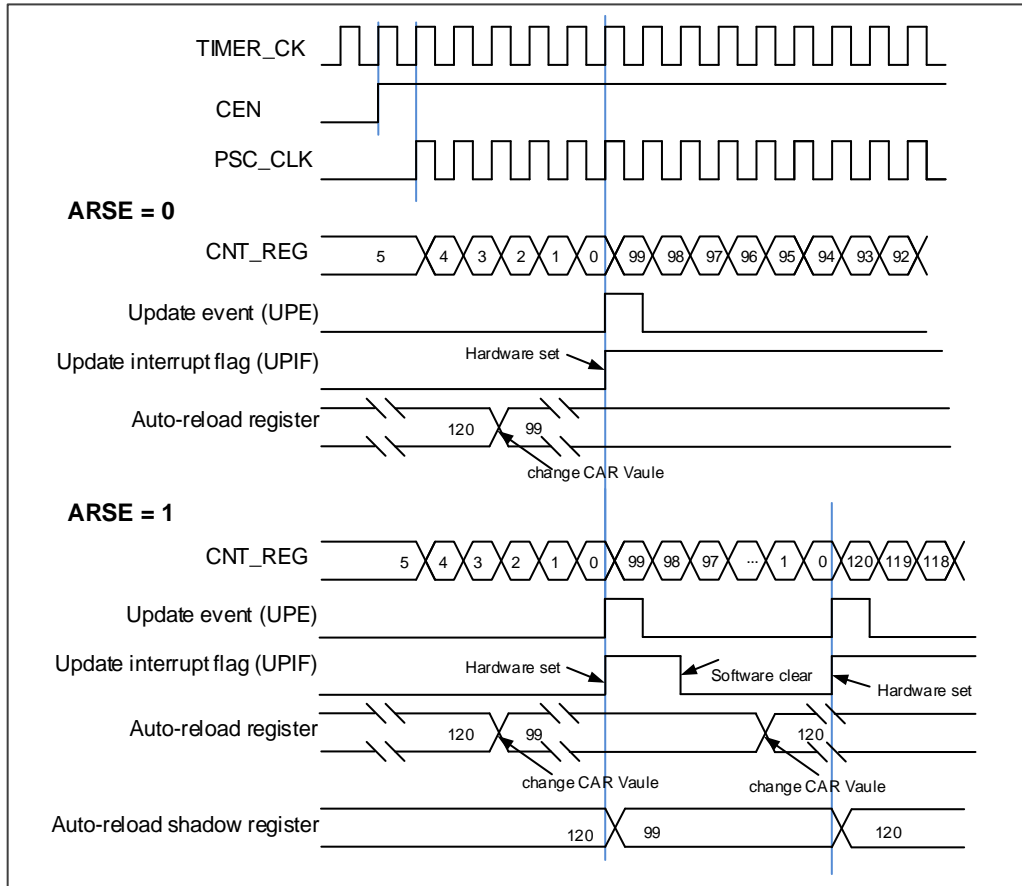 TIMER_CK
CEN
PSC_CLK
ARSE = 0
CNT_REG 5 4 3 2 1 0 99 98 97 96 95 94 93 92
Update event (UPE)
Update interrupt flag (UPIF) Hardware set
Auto-reload register 120 99
change CAR Vaule
ARSE = 1
CNT_REG 5 4 3 2 1 0 99 98 97 ... 1 0 120 119 118
Update event (UPE)
Update interrupt flag (UPIF) Hardware set Software clear Hardware set
Auto-reload register 120 99 120
change CAR Vaule change CAR Vaule
Auto-reload shadow register 120 99 120